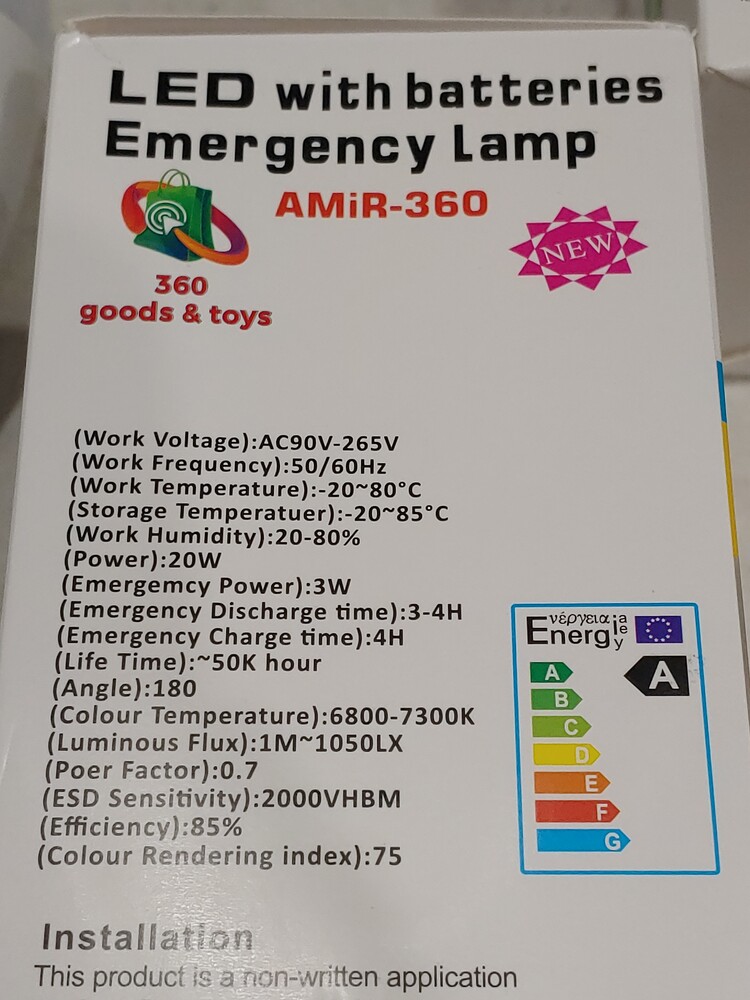 LED with batteries
Emergency Lamp
AMiR-360
NEW
360
goods & toys
(Work Voltage):AC90V-265V
(Work Frequency):50/60Hz
(Work Temperature):-20~80°C
(Storage Temperatuer):-20~85°C
(Work Humidity):20-80%
(Power):20W
(Emergemcy Power):3W
(Emergency Discharge time):3-4H
(Emergency Charge time):4H
(Life Time):~50K hour
(Angle):180
(Colour Temperature):6800-7300K
(Luminous Flux):1M~1050LX
(Poer Factor):0.7
(ESD Sensitivity):2000VHBM
(Efficiency):85%
(Colour Rendering index):75
Energi
νέργεια
a
e
ie
y
A
A
B
C
D
E
F
G
Installation
This product is a non-written application